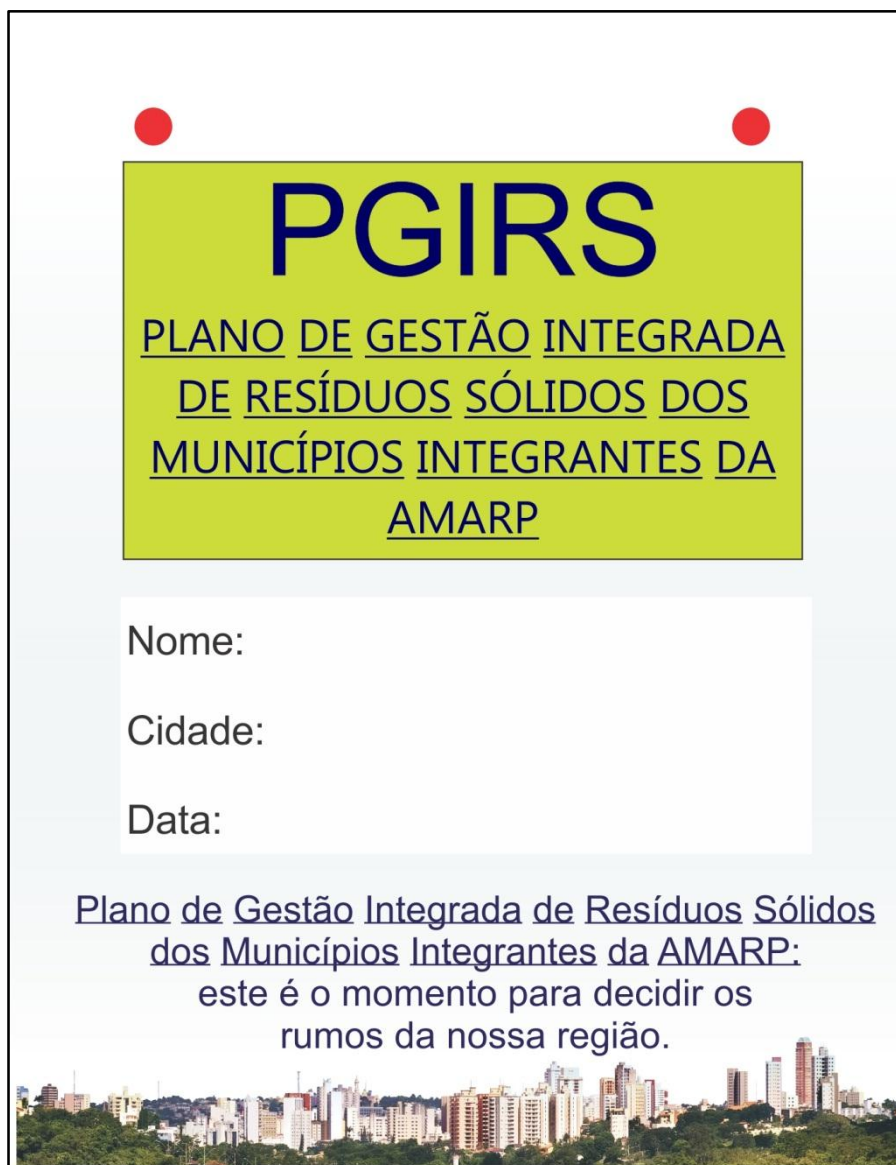 PGIRS
PLANO DE GESTÃO INTEGRADA
DE RESÍDUOS SÓLIDOS DOS
MUNICÍPIOS INTEGRANTES DA
AMARP
Nome:
Cidade:
Data:
Plano de Gestão Integrada de Resíduos Sólidos
dos Municípios Integrantes da AMARP:
este é o momento para decidir os
rumos da nossa região.